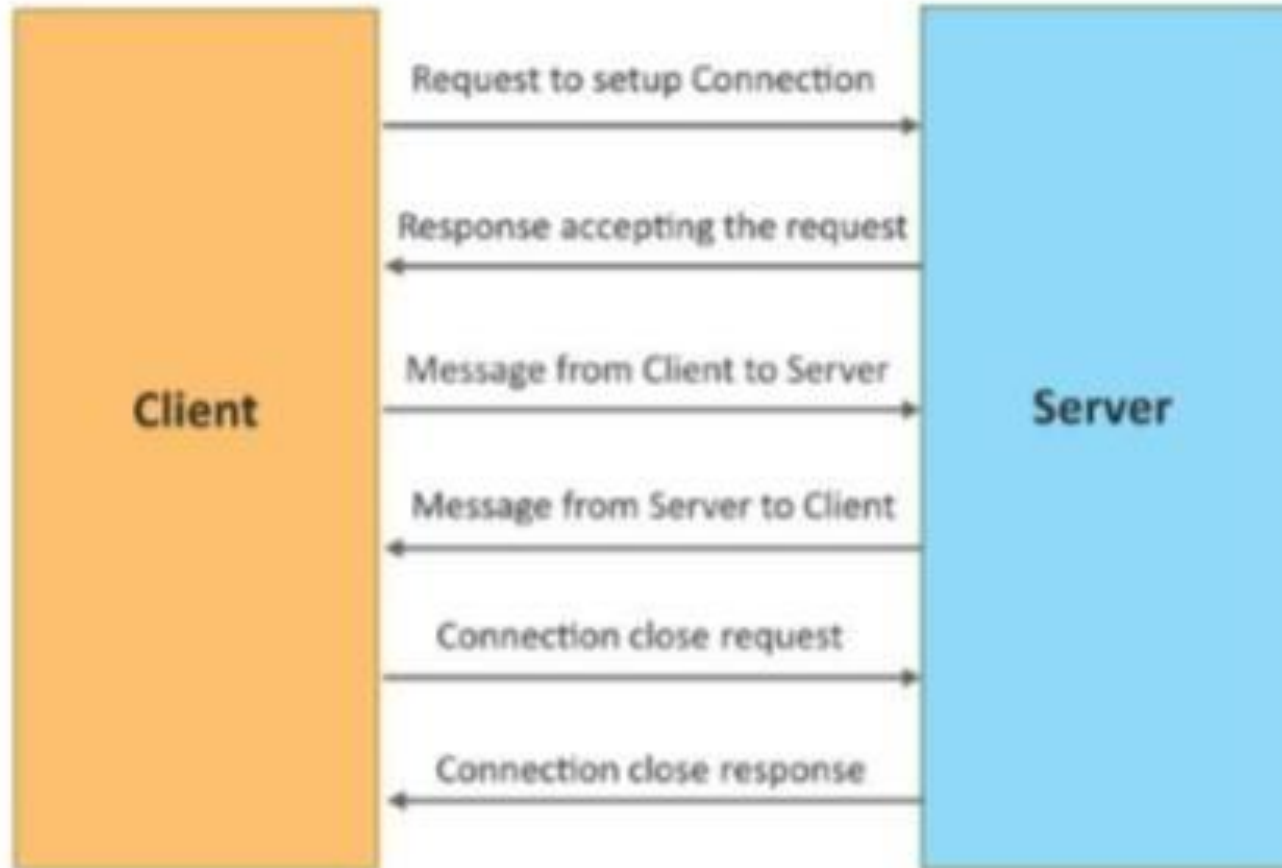 Request to setup Connection
Response accepting the request
Message from Client to Server
Client
Server
Message from Server to Client
Connection close request
Connection close response